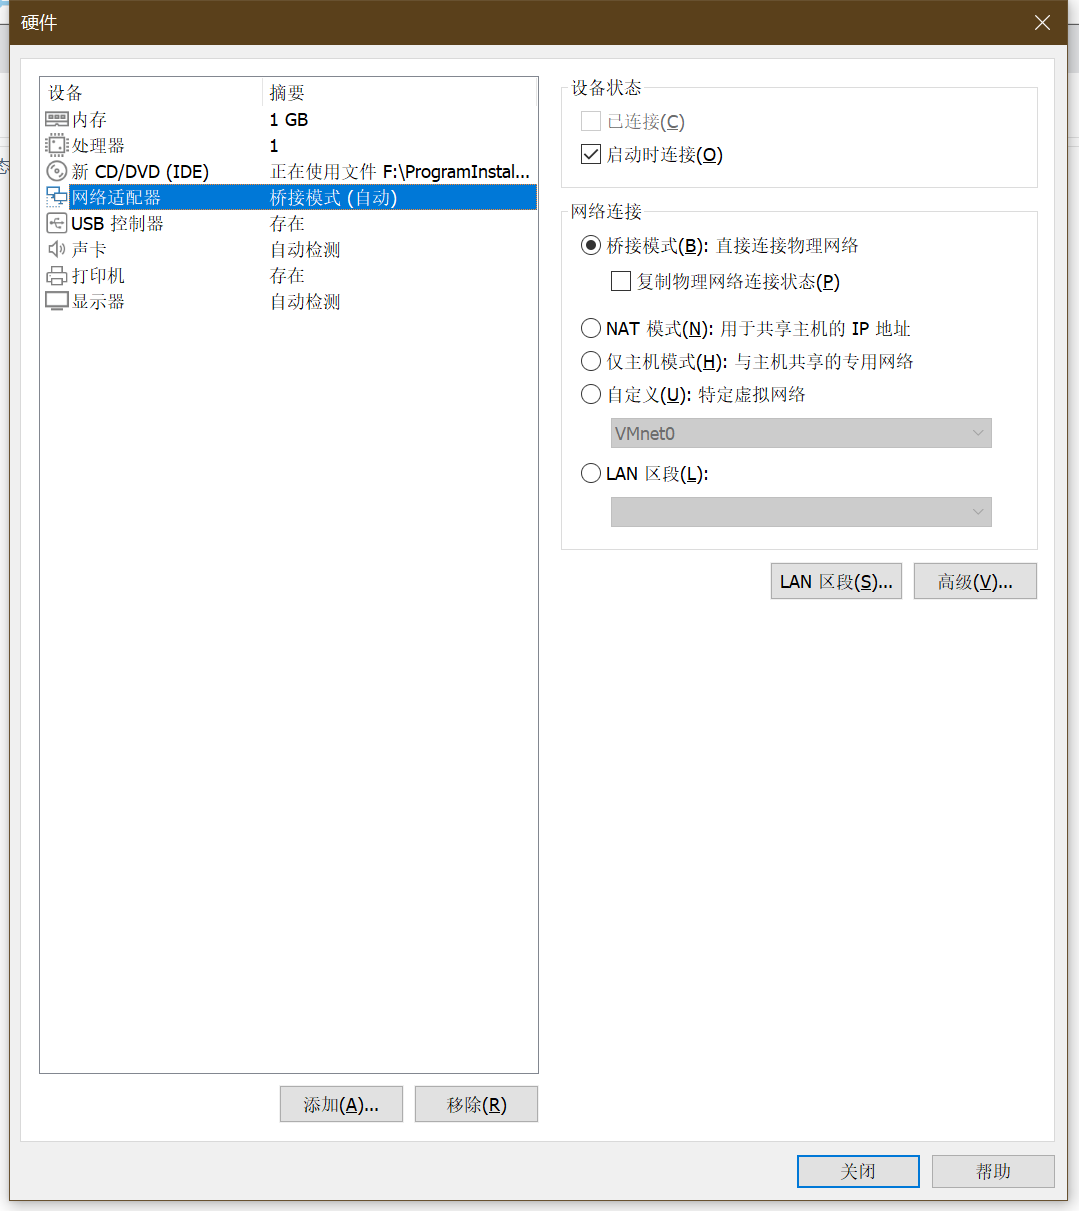 硬件
设备 摘要
内存 1 GB
处理器 1
新 CD/DVD (IDE) 正在使用文件 F:\ProgramInstal...
网络适配器 桥接模式 (自动)
USB 控制器 存在
声卡 自动检测
打印机 存在
显示器 自动检测
添加(A)... 移除(R)
设备状态
已连接(C)
启动时连接(O)
网络连接
桥接模式(B): 直接连接物理网络
复制物理网络连接状态(P)
NAT 模式(N): 用于共享主机的 IP 地址
仅主机模式(H): 与主机共享的专用网络
自定义(U): 特定虚拟网络
VMnet0
LAN 区段(L):
LAN 区段(S)... 高级(V)...
关闭 帮助